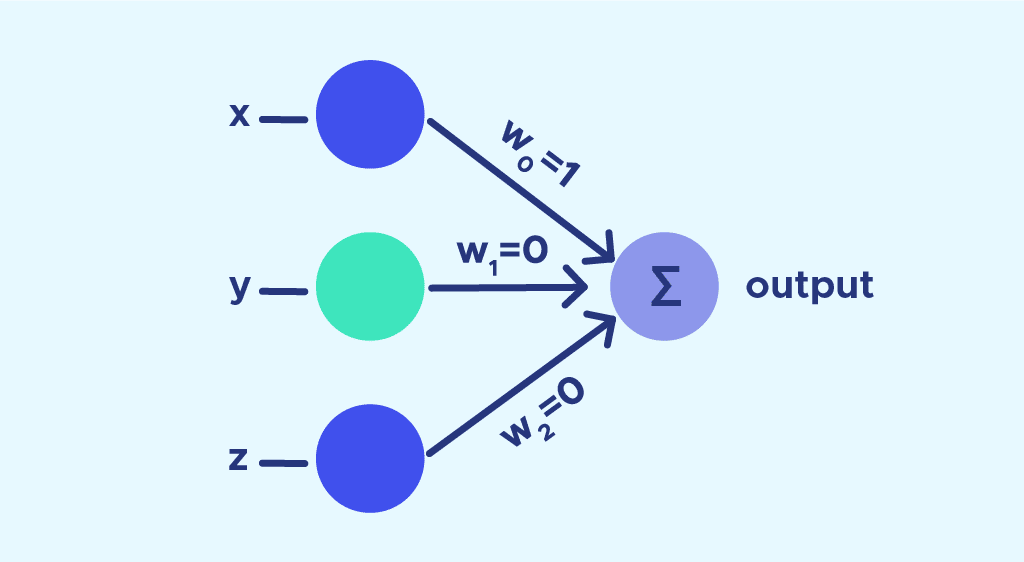 x
w₀=1
w₁=0
y
Σ
output
w₂=0
z